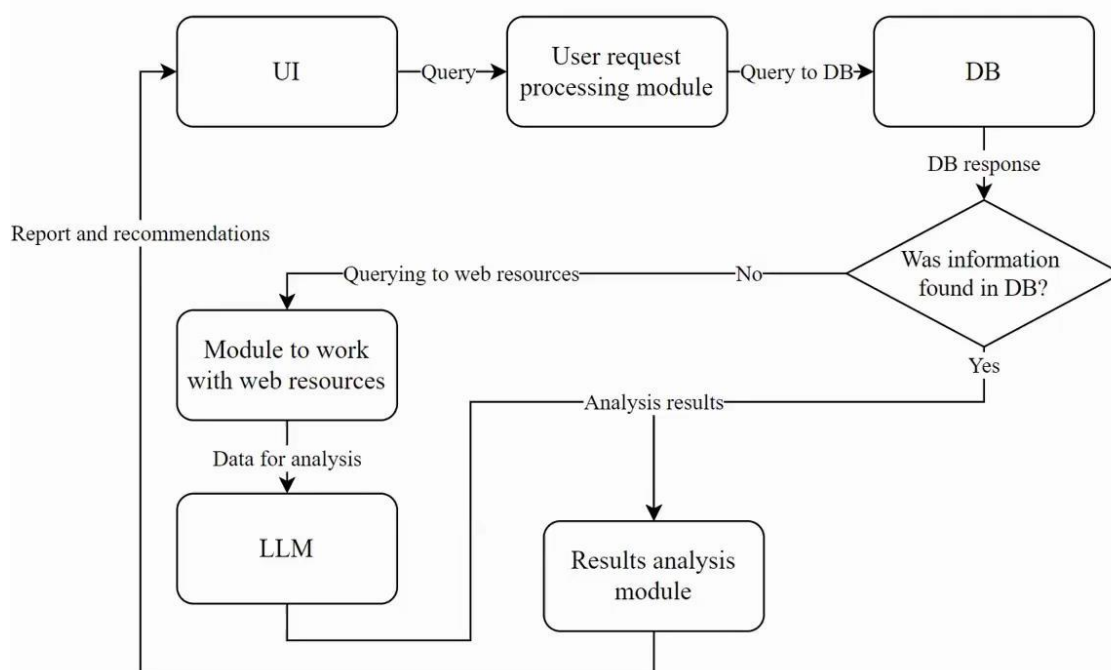 UI
Query
User request
processing module
Query to DB
DB
DB response
Report and recommendations
Was information
found in DB?
Querying to web resources
No
Module to work
with web resources
Yes
Analysis results
Data for analysis
LLM
Results analysis
module